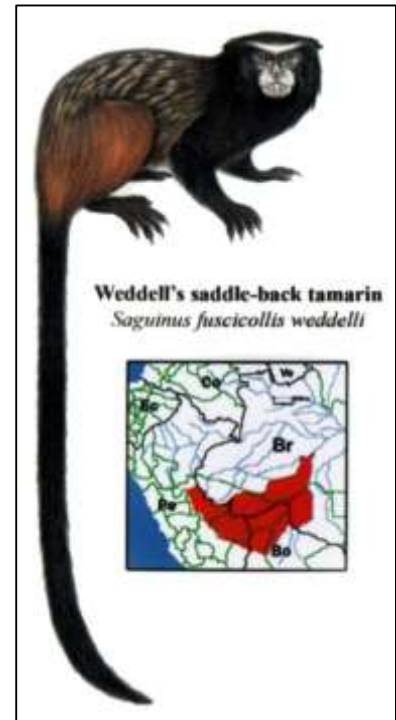 Weddell's saddle-back tamarin
Saguinus fuscicollis weddelli
Co
Ve
Ec
Br
Pe
Bo